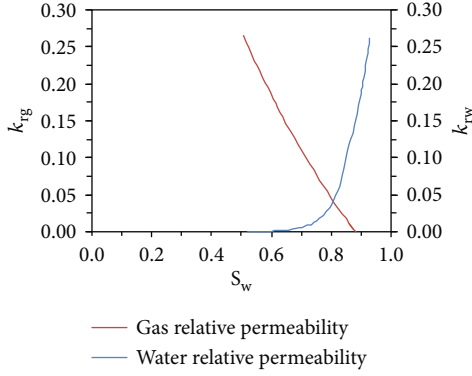 0.30 0.30
0.25 0.25
0.20 0.20
k_rg 0.15 0.15 k_rw
0.10 0.10
0.05 0.05
0.00 0.00
0.0 0.2 0.4 0.6 0.8 1.0
S_w
Gas relative permeability
Water relative permeability